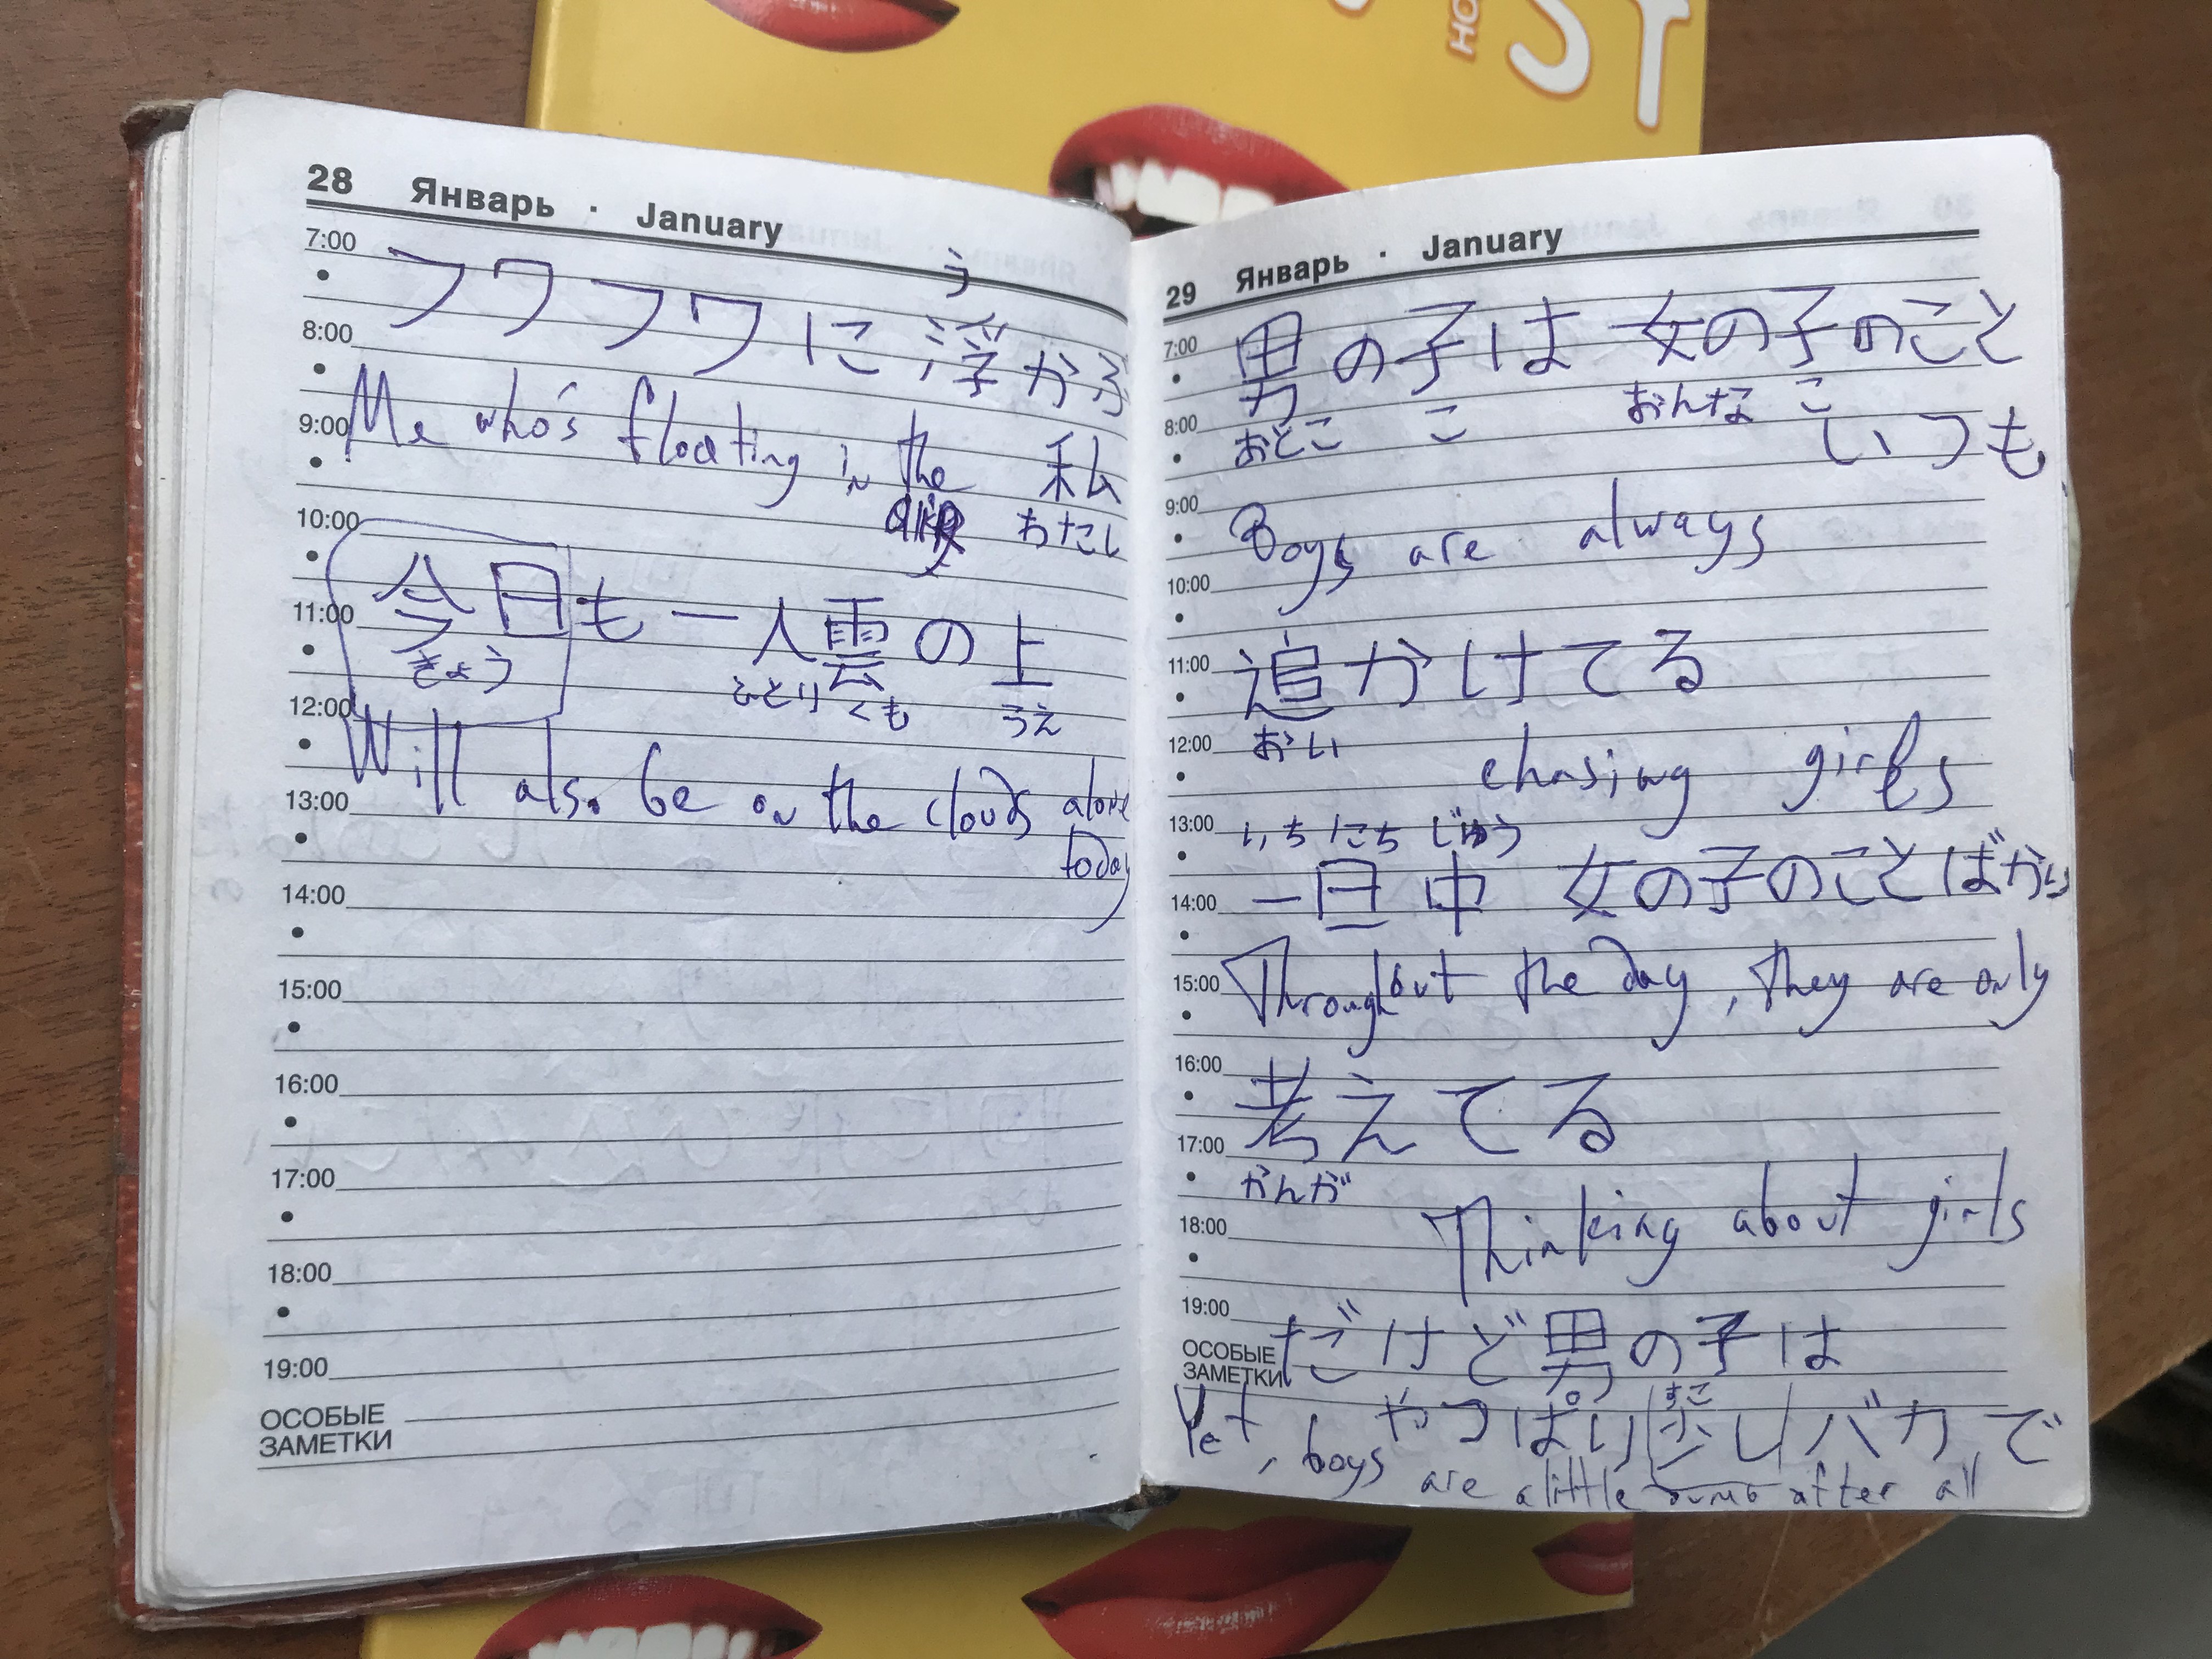 28 Январь · January
う
7:00
フワフワに浮かぶ
8:00
Me who's floating in the
9:00
私
わたし
10:00
11:00
今日も一人雲の上
きょう ひとり くも うえ
12:00
Will also be on the cloud alone
today
13:00
14:00
15:00
16:00
17:00
18:00
19:00
ОСОБЫЕ
ЗАМЕТКИ
29 Январь · January
7:00
男の子は女の子のこと
8:00
おとこ こ おんな こ
いつも
9:00
Boys are always
10:00
11:00
追かけてる
12:00
おい
chasing girls
13:00
いちにちじゅう
14:00
一日中 女の子のことばかり
15:00
Throughout the day, they are only
16:00
考えてる
17:00
かんが
Thinking about girls
18:00
19:00
ОСОБЫЕ
ЗАМЕТКИ
だけど男の子は
すこ
やっぱり少しバカで
Yet, boys are a little dumb after all
ST